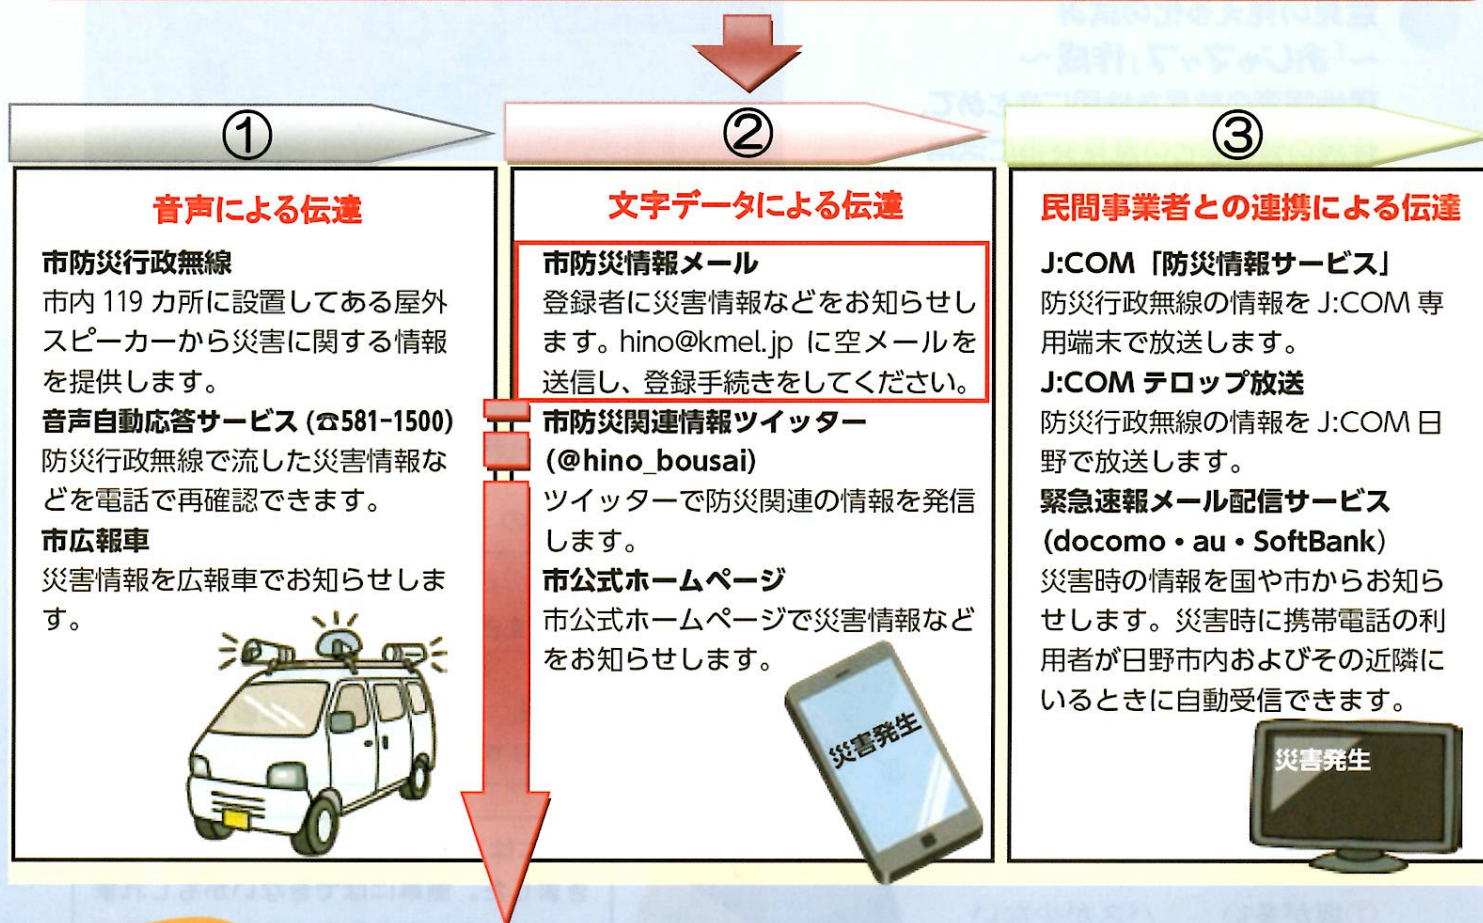 ①
音声による伝達
市防災行政無線
市内 119 カ所に設置してある屋外
スピーカーから災害に関する情報
を提供します。
音声自動応答サービス (☎581-1500)
防災行政無線で流した災害情報な
どを電話で再確認できます。
市広報車
災害情報を広報車でお知らせしま
す。
②
文字データによる伝達
市防災情報メール
登録者に災害情報などをお知らせし
ます。hino@kmel.jp に空メールを
送信し、登録手続きをしてください。
市防災関連情報ツイッター
(@hino_bousai)
ツイッターで防災関連の情報を発信
します。
市公式ホームページ
市公式ホームページで災害情報など
をお知らせします。
災害発生
③
民間事業者との連携による伝達
J:COM「防災情報サービス」
防災行政無線の情報を J:COM 専
用端末で放送します。
J:COM テロップ放送
防災行政無線の情報を J:COM 日
野で放送します。
緊急速報メール配信サービス
(docomo・au・SoftBank)
災害時の情報を国や市からお知ら
せします。災害時に携帯電話の利
用者が日野市内およびその近隣に
いるときに自動受信できます。
災害発生